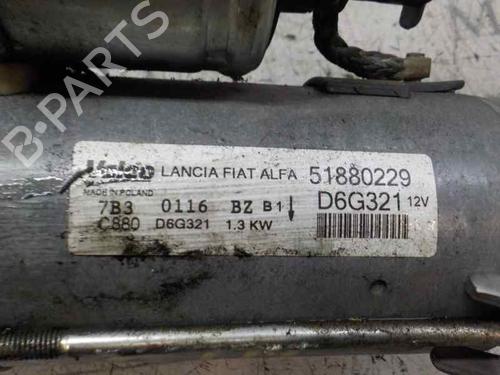 B-PARTS
Valeo LANCIA FIAT ALFA 51880229
MADE IN POLAND
7B3 0116 BZ B1 D6G321 12V
C880 D6G321 1.3 KW